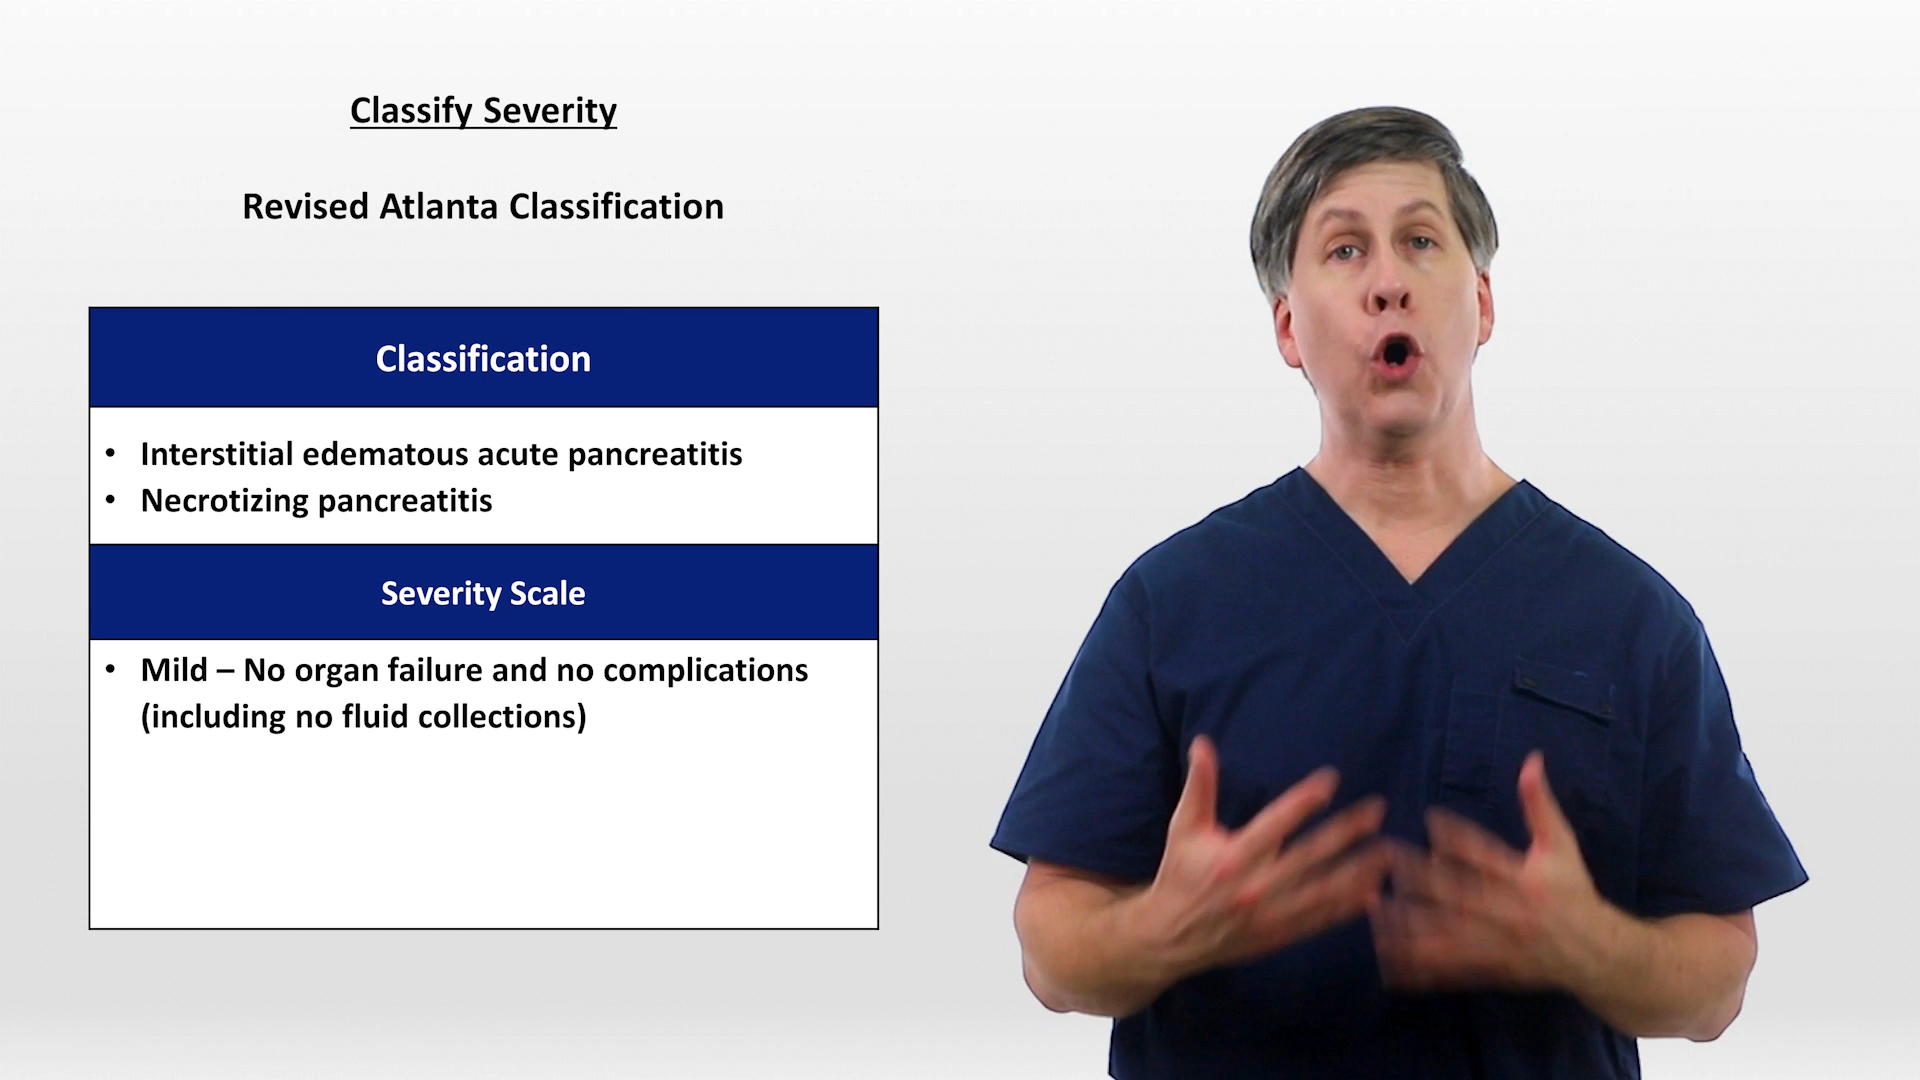 Classify Severity
Revised Atlanta Classification
Classification
• Interstitial edematous acute pancreatitis
• Necrotizing pancreatitis
Severity Scale
• Mild – No organ failure and no complications
(including no fluid collections)